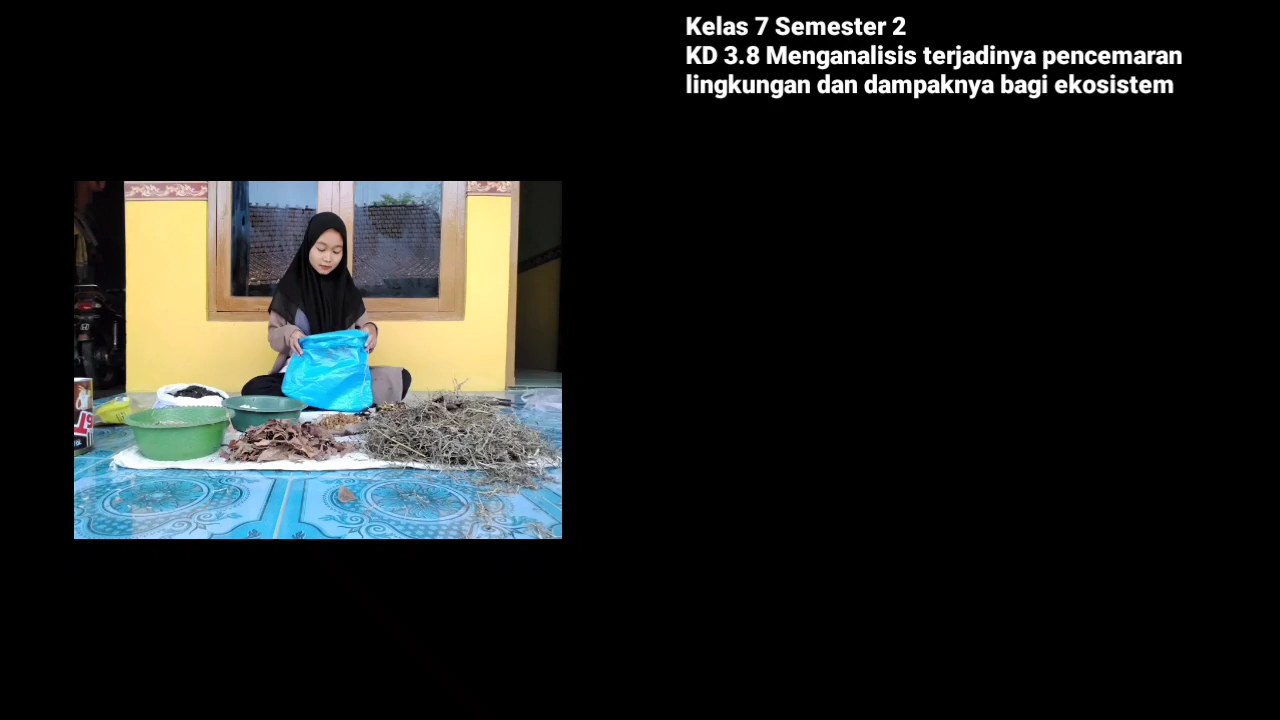 Kelas 7 Semester 2
KD 3.8 Menganalisis terjadinya pencemaran
lingkungan dan dampaknya bagi ekosistem